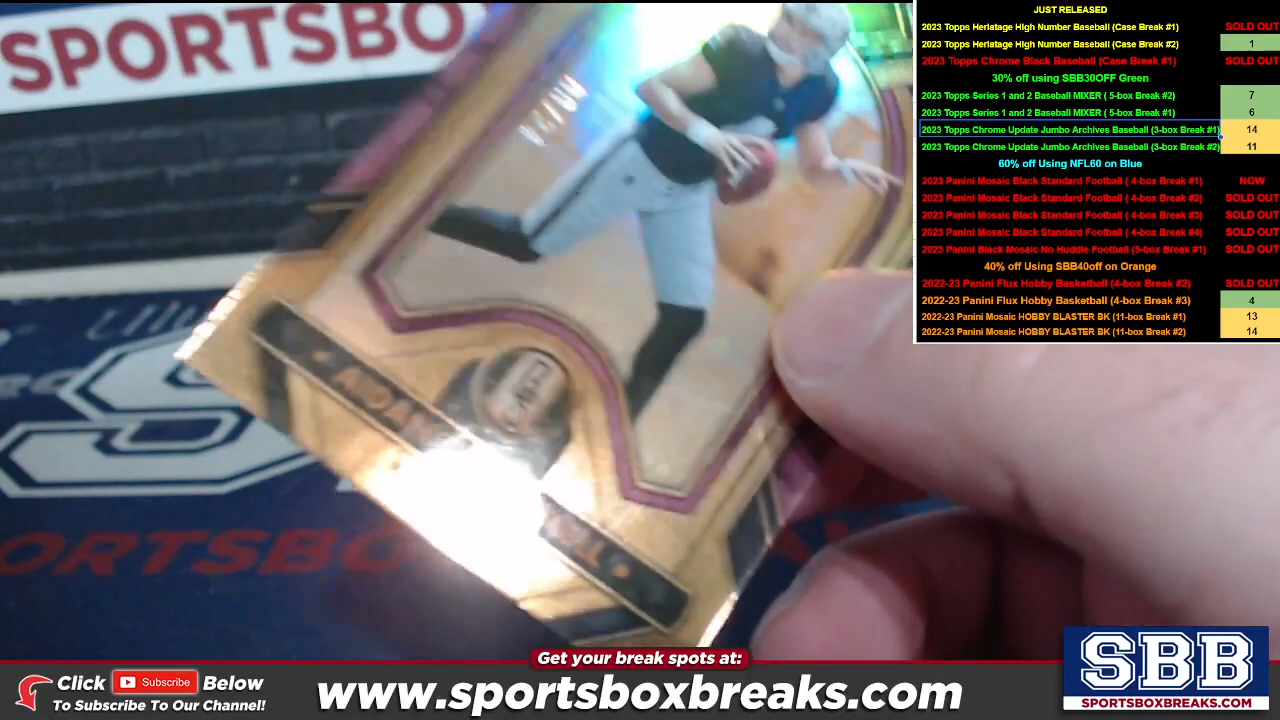 SPORTSBO
JUST RELEASED
2023 Topps Heriatage High Number Baseball (Case Break #1) SOLD OUT
2023 Topps Heriatage High Number Baseball (Case Break #2) 1
2023 Topps Chrome Black Baseball (Case Break #1) SOLD OUT
30% off using SBB30OFF Green
2023 Topps Series 1 and 2 Baseball MIXER ( 5-box Break #2) 7
2023 Topps Series 1 and 2 Baseball MIXER ( 5-box Break #1) 6
2023 Topps Chrome Update Jumbo Archives Baseball (3-box Break #1) 14
2023 Topps Chrome Update Jumbo Archives Baseball (3-box Break #2) 11
60% off Using NFL60 on Blue
2023 Panini Mosaic Black Standard Football ( 4-box Break #1) NOW
2023 Panini Mosaic Black Standard Football ( 4-box Break #2) SOLD OUT
2023 Panini Mosaic Black Standard Football ( 4-box Break #3) SOLD OUT
2023 Panini Mosaic Black Standard Football ( 4-box Break #4) SOLD OUT
2023 Panini Black Mosaic No Huddle Football (5-box Break #1) SOLD OUT
40% off Using SBB40off on Orange
2022-23 Panini Flux Hobby Basketball (4-box Break #2) SOLD OUT
2022-23 Panini Flux Hobby Basketball (4-box Break #3) 4
2022-23 Panini Mosaic HOBBY BLASTER BK (11-box Break #1) 13
2022-23 Panini Mosaic HOBBY BLASTER BK (11-box Break #2) 14
S
PORTSBO
Get your break spots at:
Click Subscribe Below
To Subscribe To Our Channel!
www.sportsboxbreaks.com
SBB
SPORTSBOXBREAKS.COM